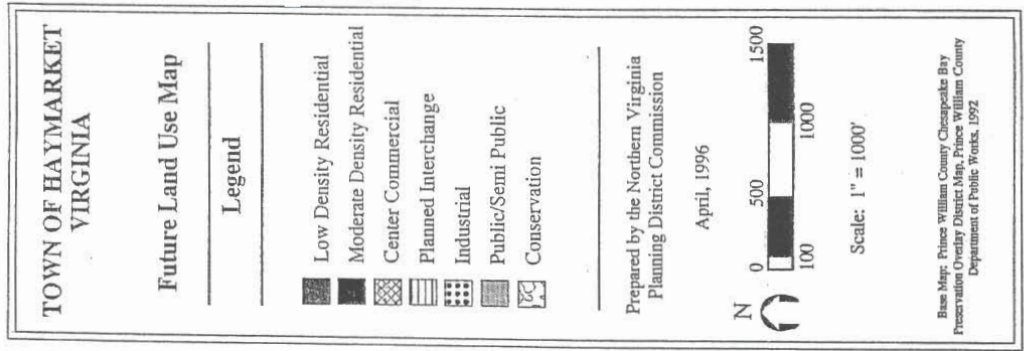 TOWN OF HAYMARKET
VIRGINIA
Future Land Use Map
Legend
Low Density Residential
Moderate Density Residential
Center Commercial
Planned Interchange
Industrial
Public/Semi Public
Conservation
Prepared by the Northern Virginia
Planning District Commission
April, 1996
N
0 500 1500
100 1000
Scale: 1" = 1000'
Base Map: Prince William County Chesapeake Bay
Preservation Overlay District Map, Prince William County
Department of Public Works, 1992